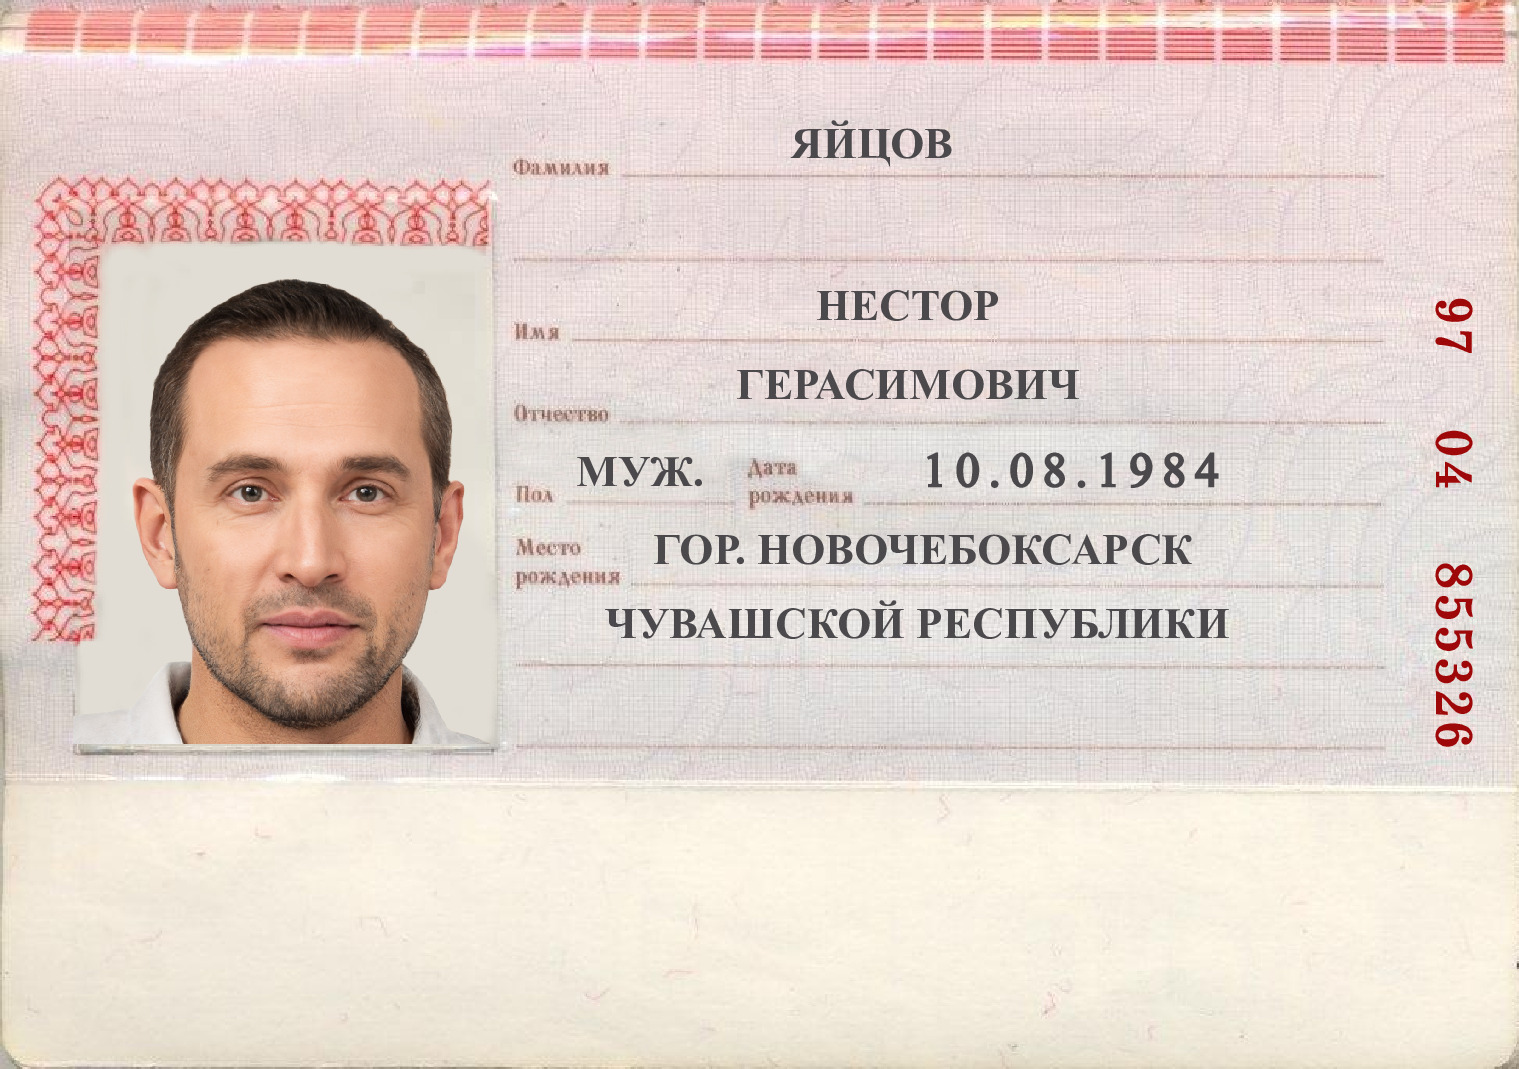 Фамилия ЯЙЦОВ
Имя НЕСТОР
Отчество ГЕРАСИМОВИЧ
Пол МУЖ. Дата рождения 10.08.1984
Место рождения ГОР. НОВОЧЕБОКСАРСК
ЧУВАШСКОЙ РЕСПУБЛИКИ
97 04 855326